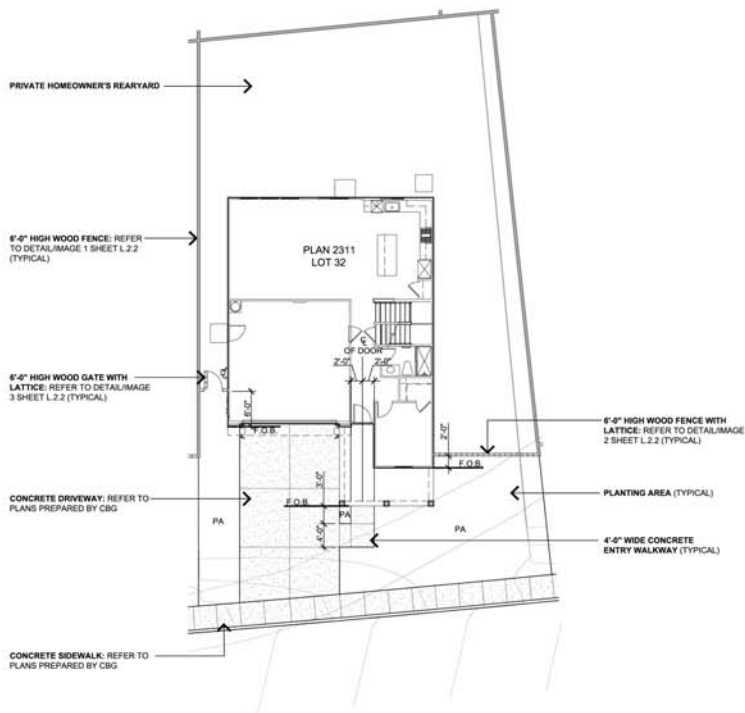 PRIVATE HOMEOWNER'S REARYARD
6'-0" HIGH WOOD FENCE: REFER
TO DETAIL/IMAGE 1 SHEET L.2.2
(TYPICAL)
PLAN 2311
LOT 32
℄
OF DOOR
2'-0" 2'-0"
6'-0" HIGH WOOD GATE WITH
LATTICE: REFER TO DETAIL/IMAGE
3 SHEET L.2.2 (TYPICAL)
6'-0"
F.O.B.
2'-0"
F.O.B.
6'-0" HIGH WOOD FENCE WITH
LATTICE: REFER TO DETAIL/IMAGE
2 SHEET L.2.2 (TYPICAL)
CONCRETE DRIVEWAY: REFER TO
PLANS PREPARED BY CBG
3'-0"
F.O.B.
PLANTING AREA (TYPICAL)
PA
PA
PA
4'-0"
4'-0" WIDE CONCRETE
ENTRY WALKWAY (TYPICAL)
CONCRETE SIDEWALK: REFER TO
PLANS PREPARED BY CBG